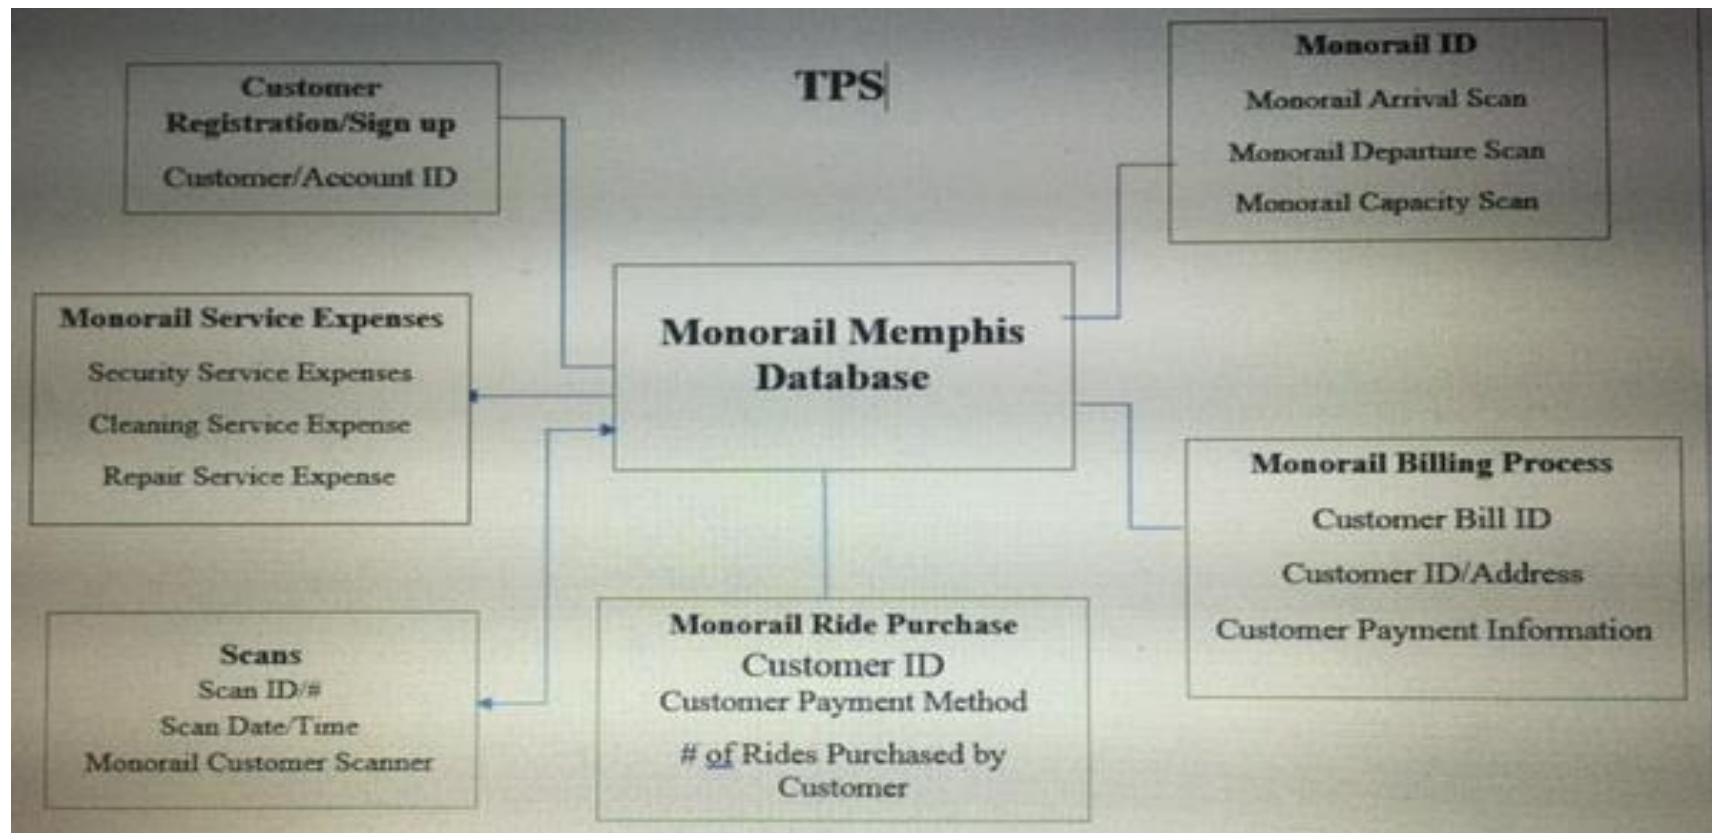 TPS
Customer
Registration/Sign up
Customer/Account ID
Monorail ID
Monorail Arrival Scan
Monorail Departure Scan
Monorail Capacity Scan
Monorail Service Expenses
Security Service Expenses
Cleaning Service Expense
Repair Service Expense
Monorail Memphis
Database
Monorail Billing Process
Customer Bill ID
Customer ID/Address
Customer Payment Information
Scans
Scan ID/#
Scan Date/Time
Monorail Customer Scanner
Monorail Ride Purchase
Customer ID
Customer Payment Method
# of Rides Purchased by
Customer